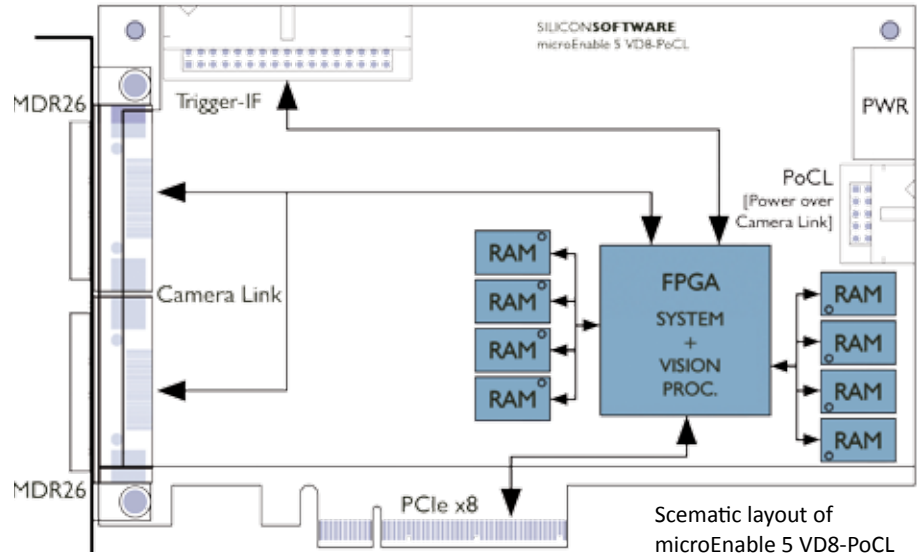 SILICONSOFTWARE
microEnable 5 VD8-PoCL
MDR26
Trigger-IF
PWR
PoCL
[Power over
Camera Link]
Camera Link
RAM
RAM
RAM
RAM
FPGA
SYSTEM
+
VISION
PROC.
RAM
RAM
RAM
RAM
MDR26
PCIe x8
Scematic layout of
microEnable 5 VD8-PoCL